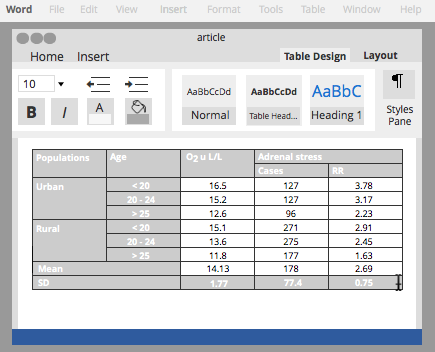 Word File Edit View Insert Format Tools Table Window Help
article
Home Insert Table Design Layout
10
AaBbCcDd AaBbCcDd AaBbC ¶
B I A Normal Table Head... Heading 1 Styles Pane
Populations Age O2 u L/L Adrenal stress
Cases RR
Urban < 20 16.5 127 3.78
20 - 24 15.2 127 3.17
> 25 12.6 96 2.23
Rural < 20 15.1 271 2.91
20 - 24 13.6 275 2.45
> 25 11.8 177 1.63
Mean 14.13 178 2.69
SD 1.77 77.4 0.75